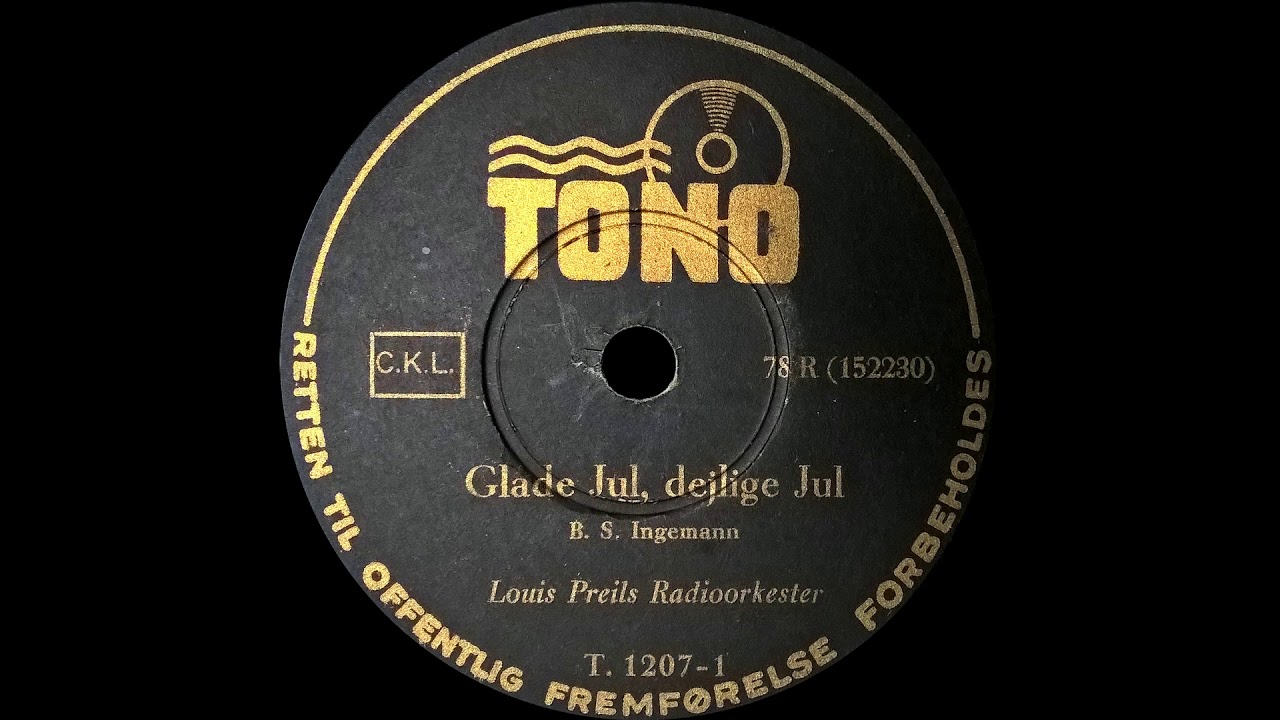 TONO
C.K.L.
78 R (152230)
Glade Jul, dejlige Jul
B. S. Ingemann
Louis Preils Radioorkester
T. 1207-1
RETTEN TIL OFFENTLIG FREMFØRELSE FORBEHOLDES